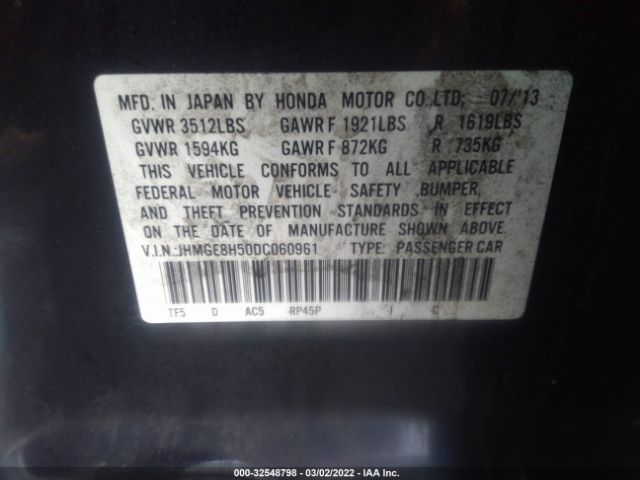 MFD. IN JAPAN BY HONDA MOTOR CO.,LTD; 07/'13
GVWR 3512LBS GAWR F 1921LBS R 1619LBS
GVWR 1594KG GAWR F 872KG R 735KG
THIS VEHICLE CONFORMS TO ALL APPLICABLE
FEDERAL MOTOR VEHICLE SAFETY ,BUMPER,
AND THEFT PREVENTION STANDARDS IN EFFECT
ON THE DATE OF MANUFACTURE SHOWN ABOVE.
V.I.N.:JHMGE8H50DC060961 TYPE: PASSENGER CAR
TF5 D AC5 -RP45P J C
000-32548798 - 03/02/2022 - IAA Inc.